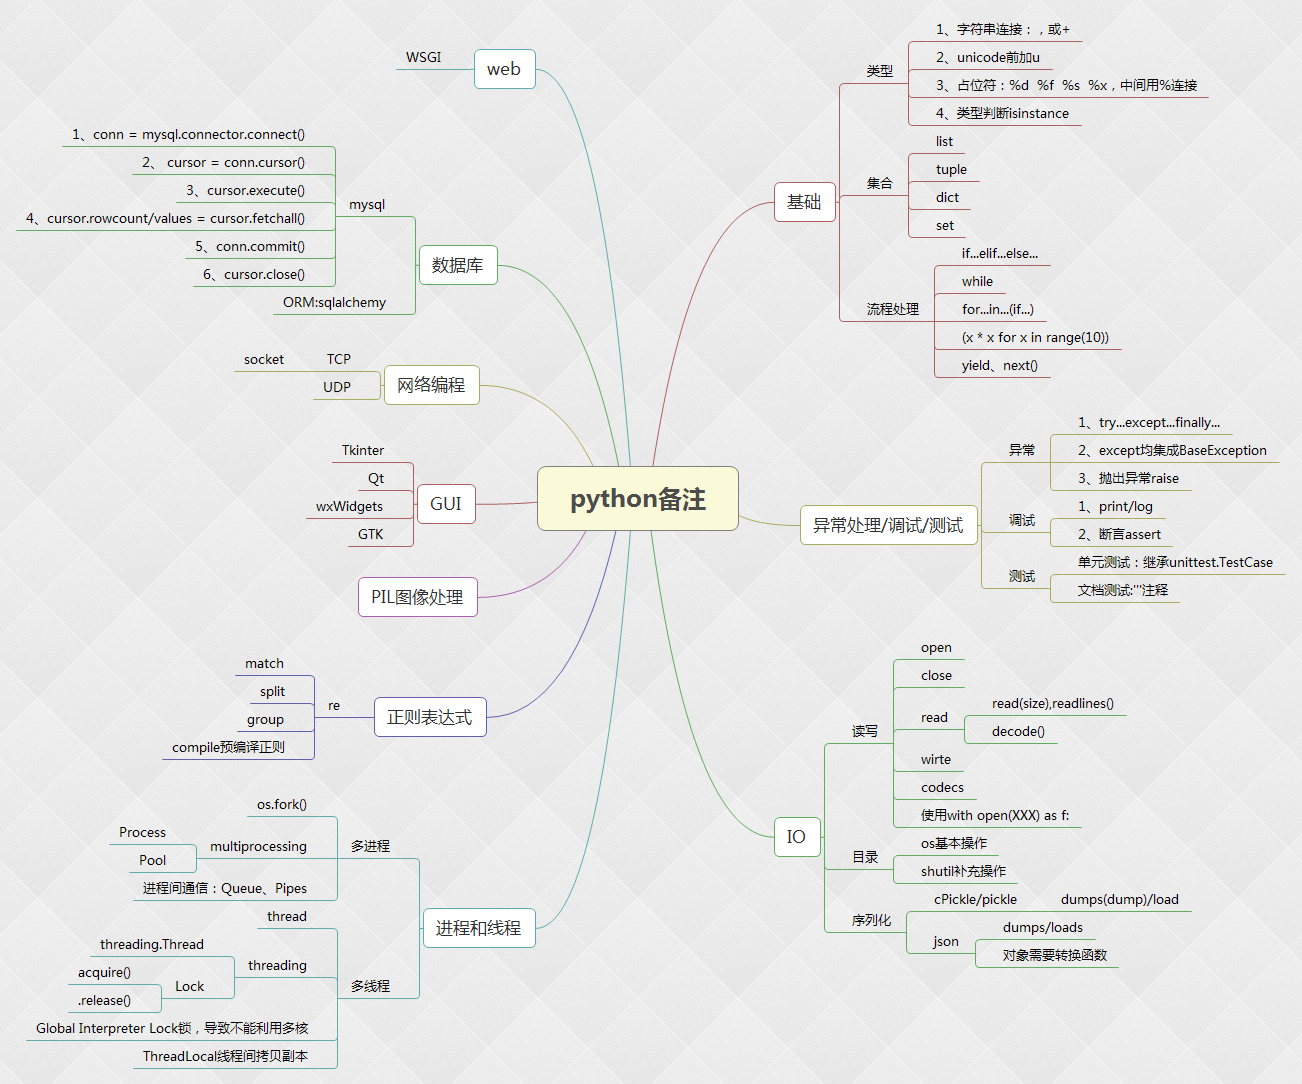 python备注
基础
类型
1、字符串连接：，或+
2、unicode前加u
3、占位符：%d  %f  %s  %x，中间用%连接
4、类型判断isinstance
集合
list
tuple
dict
set
流程处理
if...elif...else...
while
for...in...(if...)
(x * x for x in range(10))
yield、next()
异常处理/调试/测试
异常
1、try...except...finally...
2、except均集成BaseException
3、抛出异常raise
调试
1、print/log
2、断言assert
测试
单元测试：继承unittest.TestCase
文档测试:'''注释
IO
读写
open
close
read
read(size),readlines()
decode()
wirte
codecs
使用with open(XXX) as f:
目录
os基本操作
shutil补充操作
序列化
cPickle/pickle
dumps(dump)/load
json
dumps/loads
对象需要转换函数
web
WSGI
数据库
mysql
1、conn = mysql.connector.connect()
2、 cursor = conn.cursor()
3、cursor.execute()
4、cursor.rowcount/values = cursor.fetchall()
5、conn.commit()
6、cursor.close()
ORM:sqlalchemy
网络编程
TCP
socket
UDP
GUI
Tkinter
Qt
wxWidgets
GTK
PIL图像处理
正则表达式
re
match
split
group
compile预编译正则
进程和线程
多进程
os.fork()
multiprocessing
Process
Pool
进程间通信：Queue、Pipes
多线程
thread
threading
threading.Thread
Lock
acquire()
.release()
Global Interpreter Lock锁，导致不能利用多核
ThreadLocal线程间拷贝副本